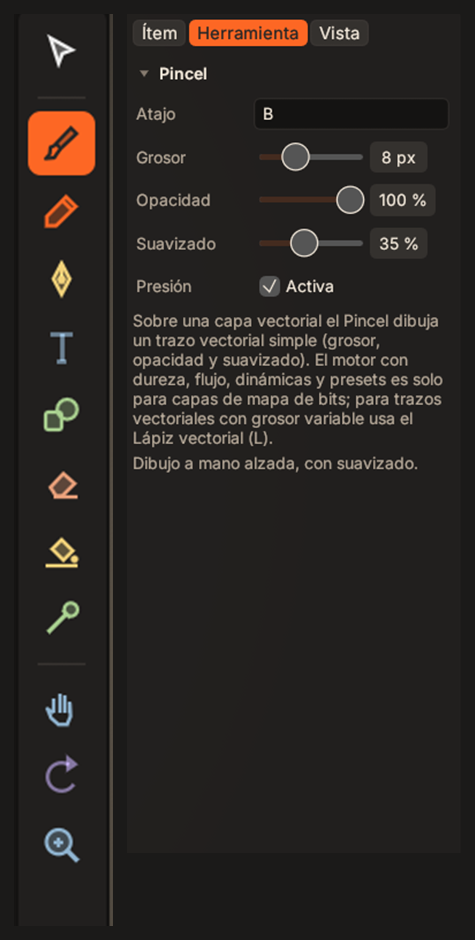 Ítem Herramienta Vista
Pincel
Atajo B
Grosor 8 px
Opacidad 100 %
Suavizado 35 %
Presión Activa
Sobre una capa vectorial el Pincel dibuja
un trazo vectorial simple (grosor,
opacidad y suavizado). El motor con
dureza, flujo, dinámicas y presets es solo
para capas de mapa de bits; para trazos
vectoriales con grosor variable usa el
Lápiz vectorial (L).
Dibujo a mano alzada, con suavizado.